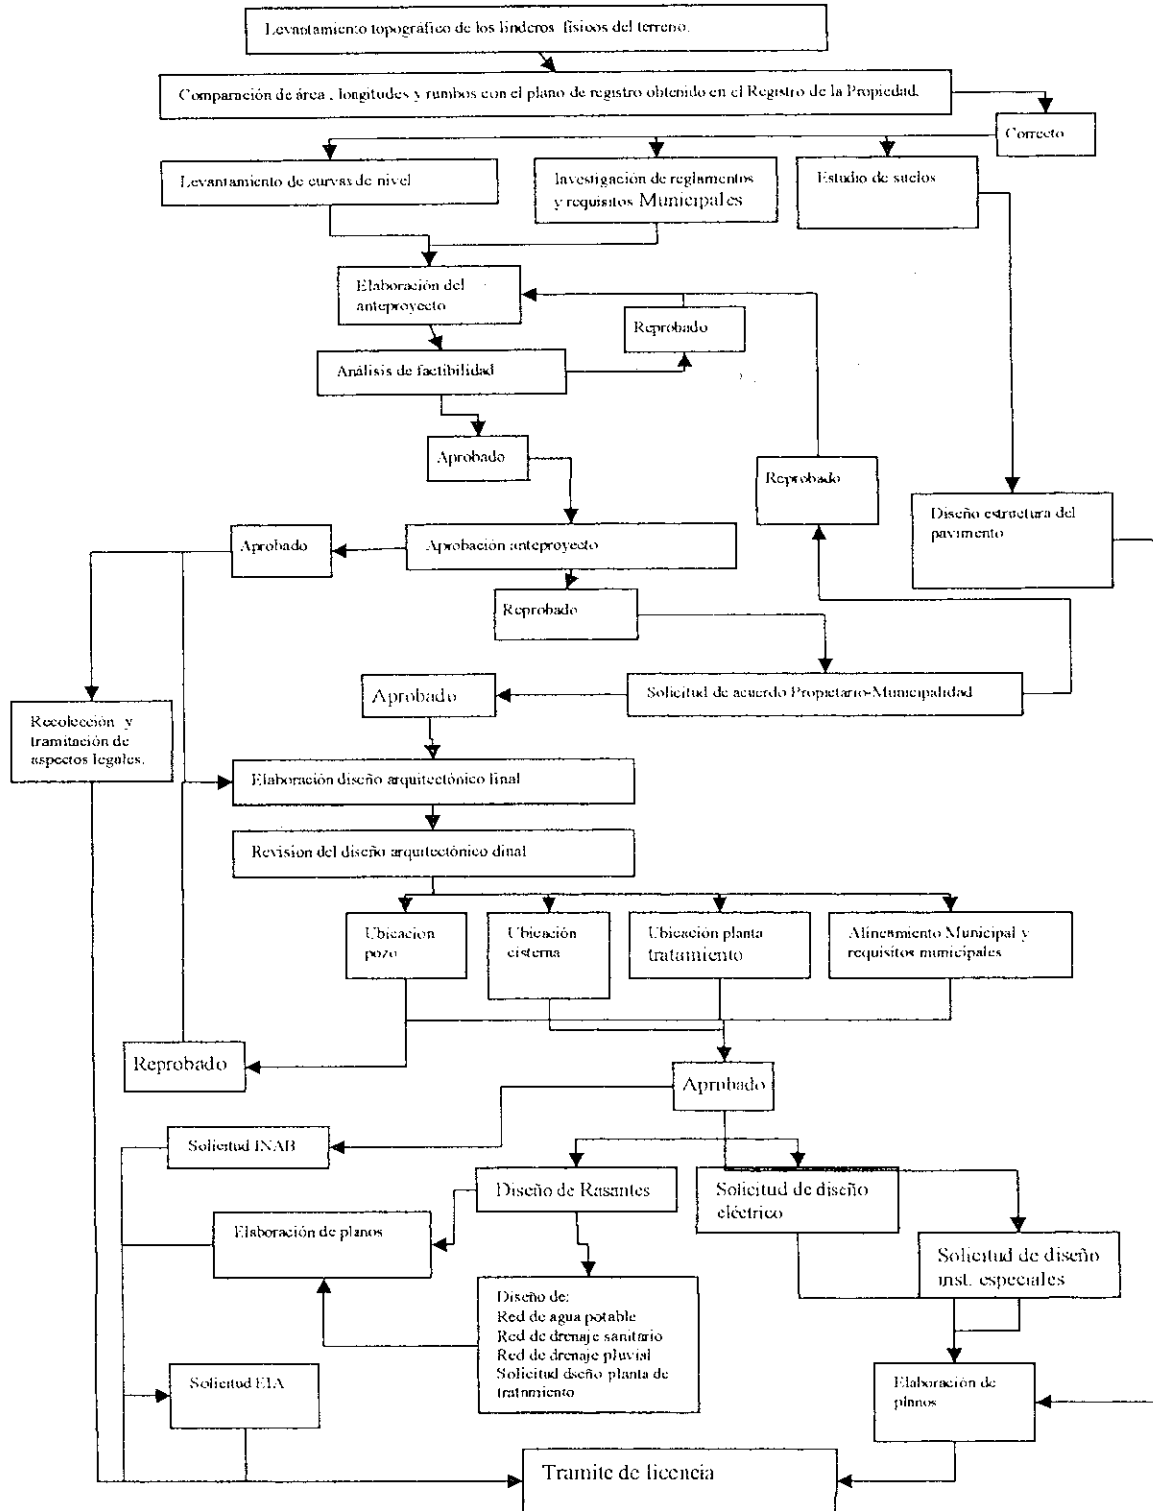 Levantamiento topográfico de los linderos físicos del terreno.
Comparación de área , longitudes y rumbos con el plano de registro obtenido en el Registro de la Propiedad.
Correcto
Levantamiento de curvas de nivel
Investigación de reglamentos
y requisitos Municipales
Estudio de suelos
Elaboración del
anteproyecto
Reprobado
Análisis de factibilidad
Aprobado
Reprobado
Diseño estructura del
pavimento
Aprobado
Aprobación anteproyecto
Reprobado
Aprobado
Solicitud de acuerdo Propietario-Municipalidad
Recolección y
tramitación de
aspectos legales.
Elaboración diseño arquitectónico final
Revision del diseño arquitectónico dinal
Ubicacion
pozo
Ubicación
cisterna
Ubicación planta
tratamiento
Alineamiento Municipal y
requisitos municipales
Reprobado
Aprobado
Solicitud INAB
Diseño de Rasantes
Solicitud de diseño
eléctrico
Elaboración de planos
Solicitud de diseño
inst. especiales
Diseño de:
Red de agua potable
Red de drenaje sanitario
Red de drenaje pluvial
Solicitud dseño planta de
tratamiento
Solicitud EIA
Elaboración de
planos
Tramite de licencia